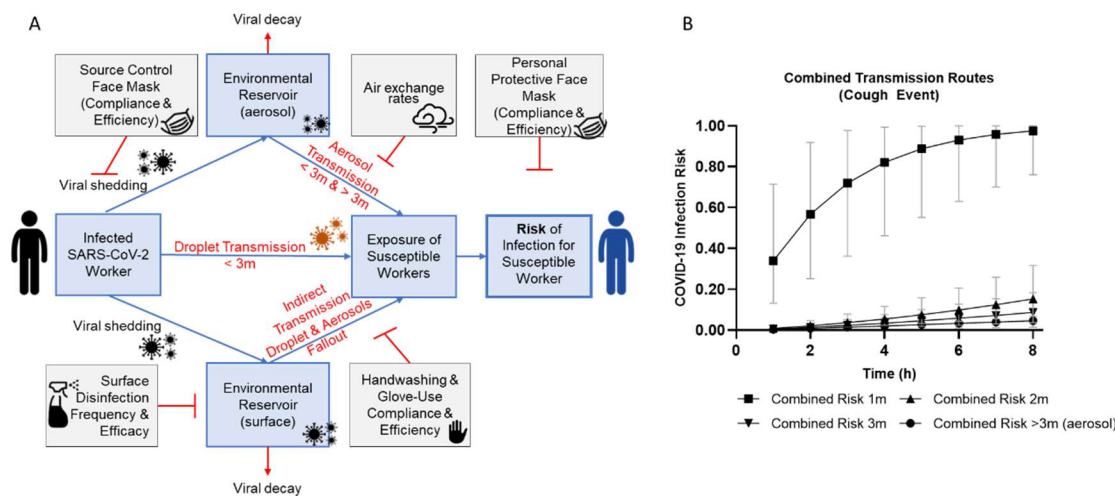 A
Viral decay
Source Control
Face Mask
(Compliance &
Efficiency)
Environmental
Reservoir
(aerosol)
Air exchange
rates
Personal
Protective Face
Mask
(Compliance
& Efficiency)
Viral shedding
Aerosol
Transmission
< 3m & > 3m
Infected
SARS-CoV-2
Worker
Droplet Transmission
< 3m
Exposure of
Susceptible
Workers
Risk of
Infection for
Susceptible
Worker
Viral shedding
Indirect
Transmission
Droplet & Aerosols
Fallout
Surface
Disinfection
Frequency &
Efficacy
Environmental
Reservoir
(surface)
Handwashing &
Glove-Use
Compliance &
Efficiency
Viral decay
B
Combined Transmission Routes
(Cough Event)
COVID-19 Infection Risk
1.00
0.80
0.60
0.40
0.20
0.00
0 2 4 6 8
Time (h)
Combined Risk 1m Combined Risk 2m
Combined Risk 3m Combined Risk >3m (aerosol)